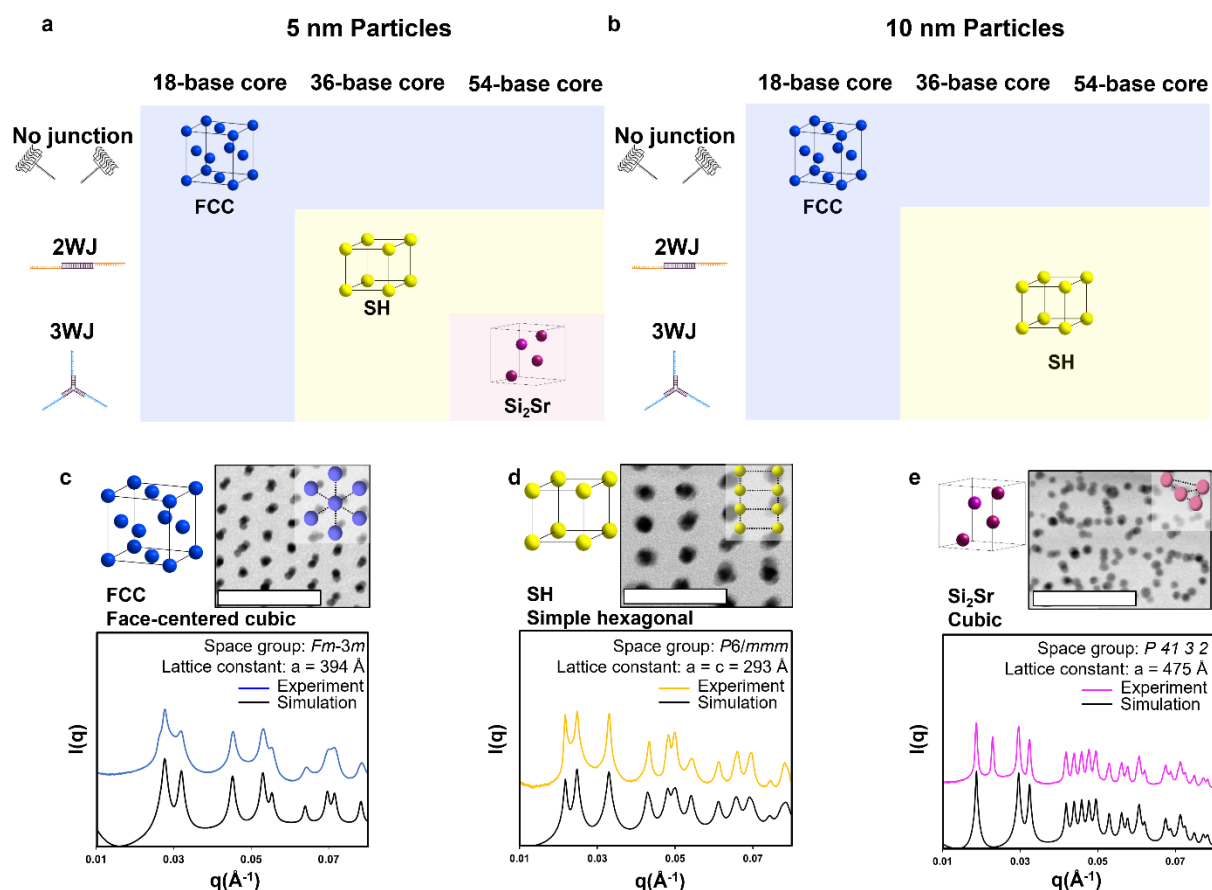 a
5 nm Particles
18-base core
36-base core
54-base core
No junction
FCC
2WJ
SH
3WJ
Si₂Sr
b
10 nm Particles
18-base core
36-base core
54-base core
No junction
FCC
2WJ
SH
3WJ
c
FCC
Face-centered cubic
Space group: Fm-3m
Lattice constant: a = 394 Å
Experiment
Simulation
I(q)
0.01
0.03
0.05
0.07
q(Å⁻¹)
d
SH
Simple hexagonal
Space group: P6/mmm
Lattice constant: a = c = 293 Å
Experiment
Simulation
I(q)
0.01
0.03
0.05
0.07
q(Å⁻¹)
e
Si₂Sr
Cubic
Space group: P 41 3 2
Lattice constant: a = 475 Å
Experiment
Simulation
I(q)
0.01
0.03
0.05
0.07
q(Å⁻¹)